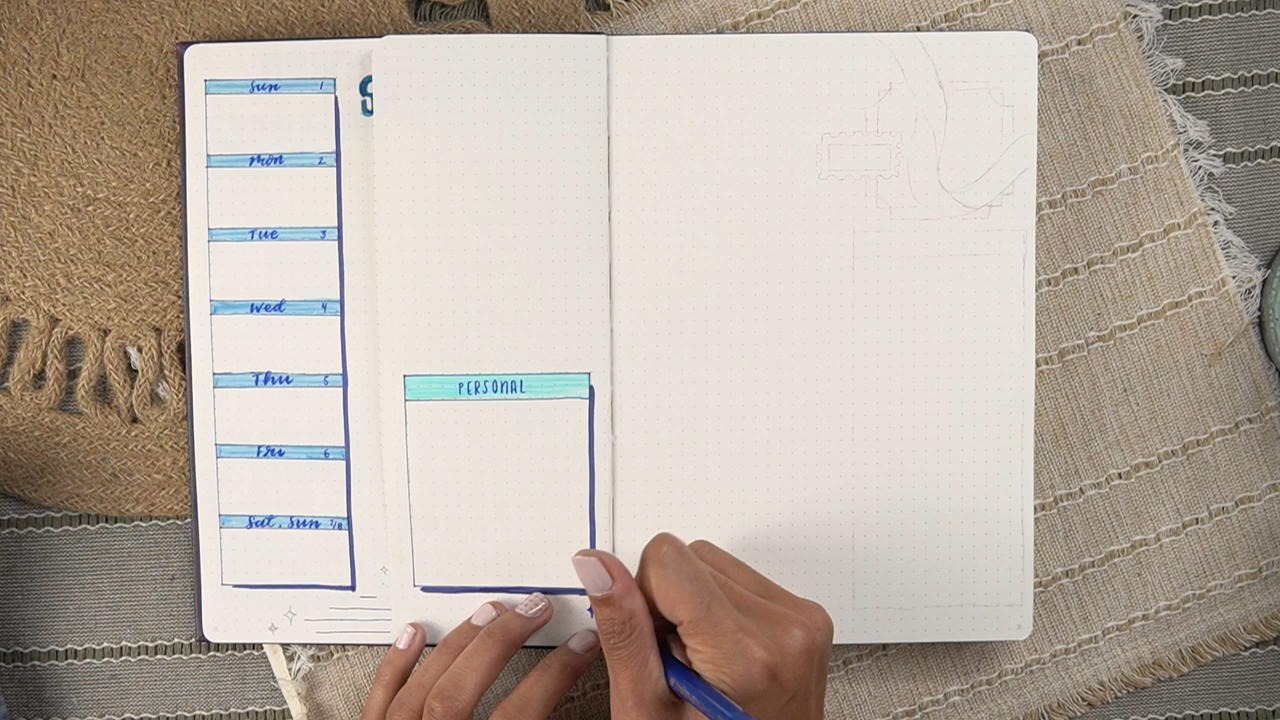 Sun 1
S
Mon 2
Tue 3
Wed 4
Thu 5
PERSONAL
Fri 6
Sat, Sun 7/8